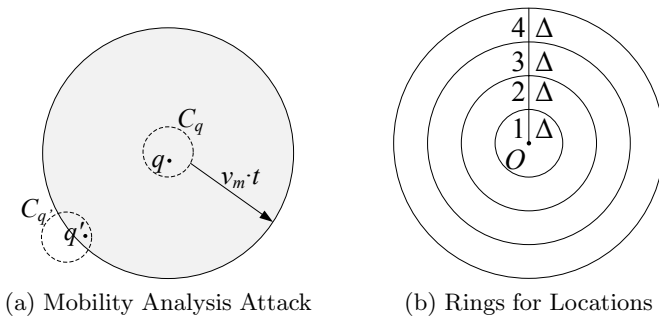 C_q
q
v_m·t
C_q'
q'
4 Δ
3 Δ
2 Δ
1 Δ
O
(a) Mobility Analysis Attack
(b) Rings for Locations